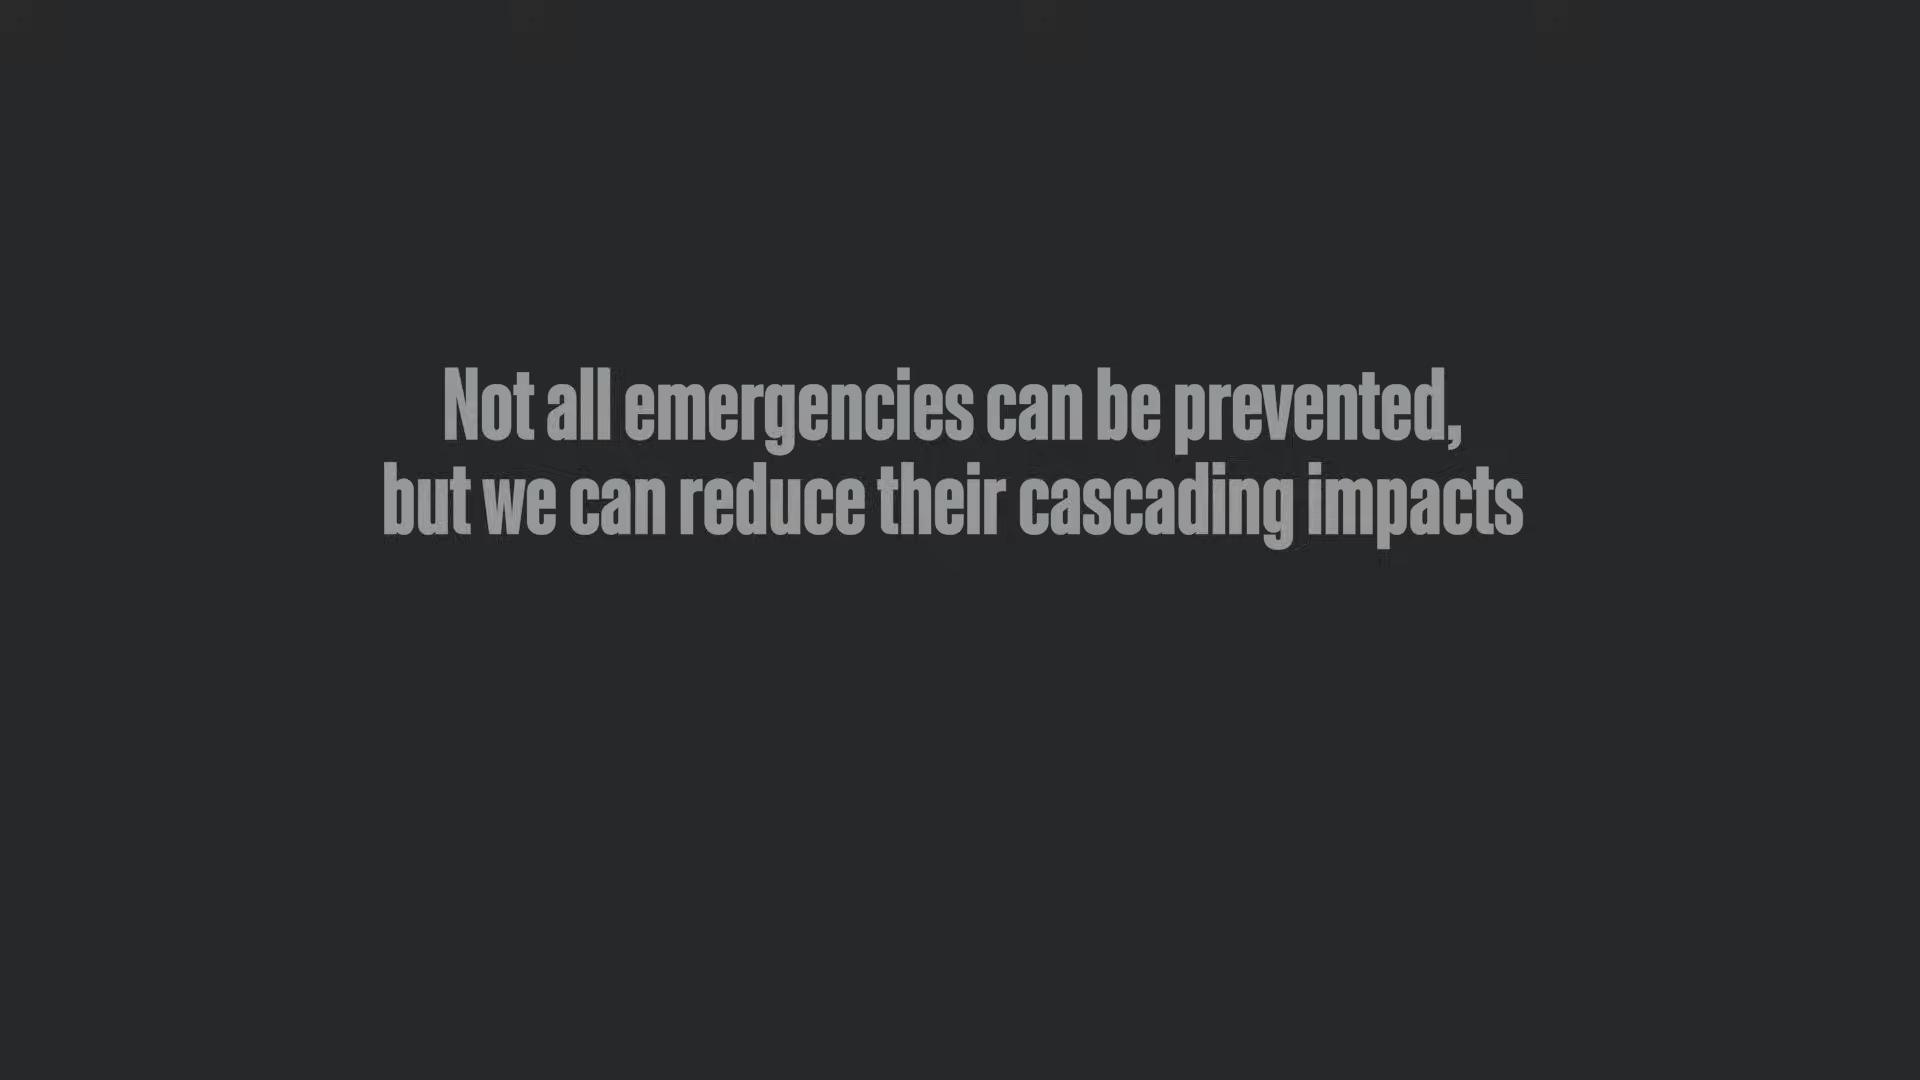 Not all emergencies can be prevented,
but we can reduce their cascading impacts